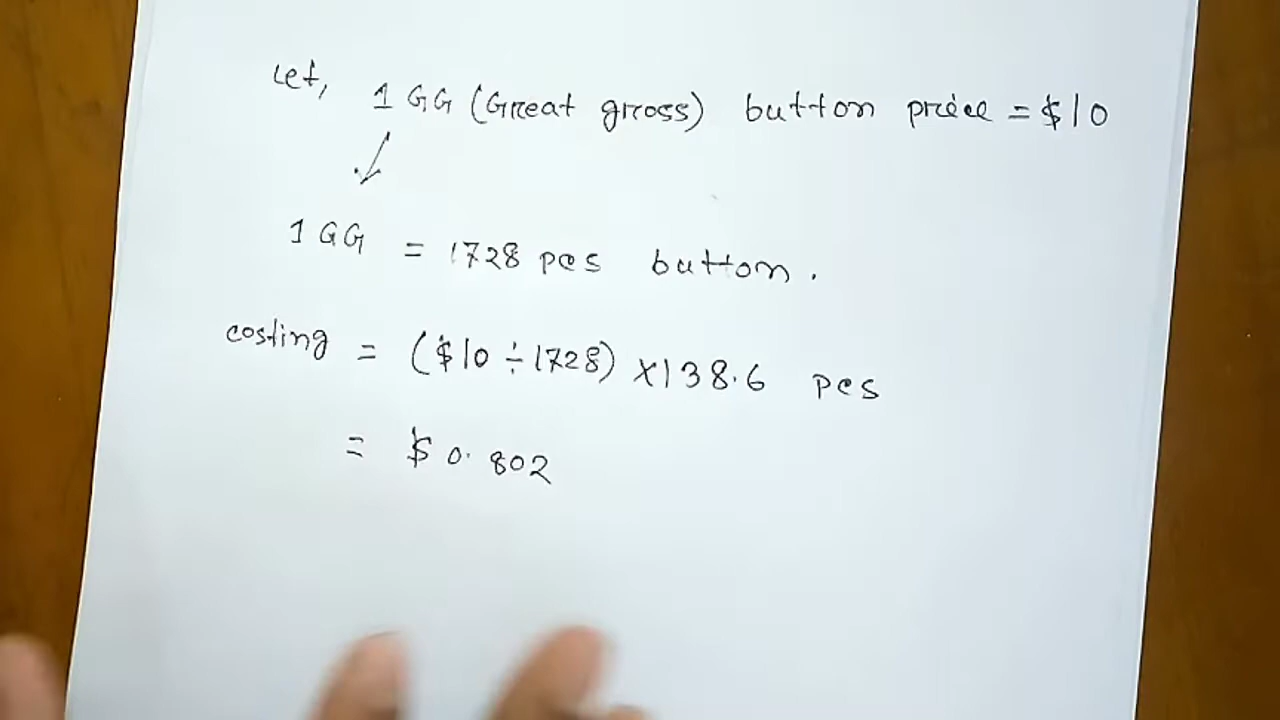 Let, 1 GG (Great gross) button price = $10
1 GG = 1728 pcs button.
costing = ($10 ÷ 1728) × 138.6 pcs
= $ 0.802